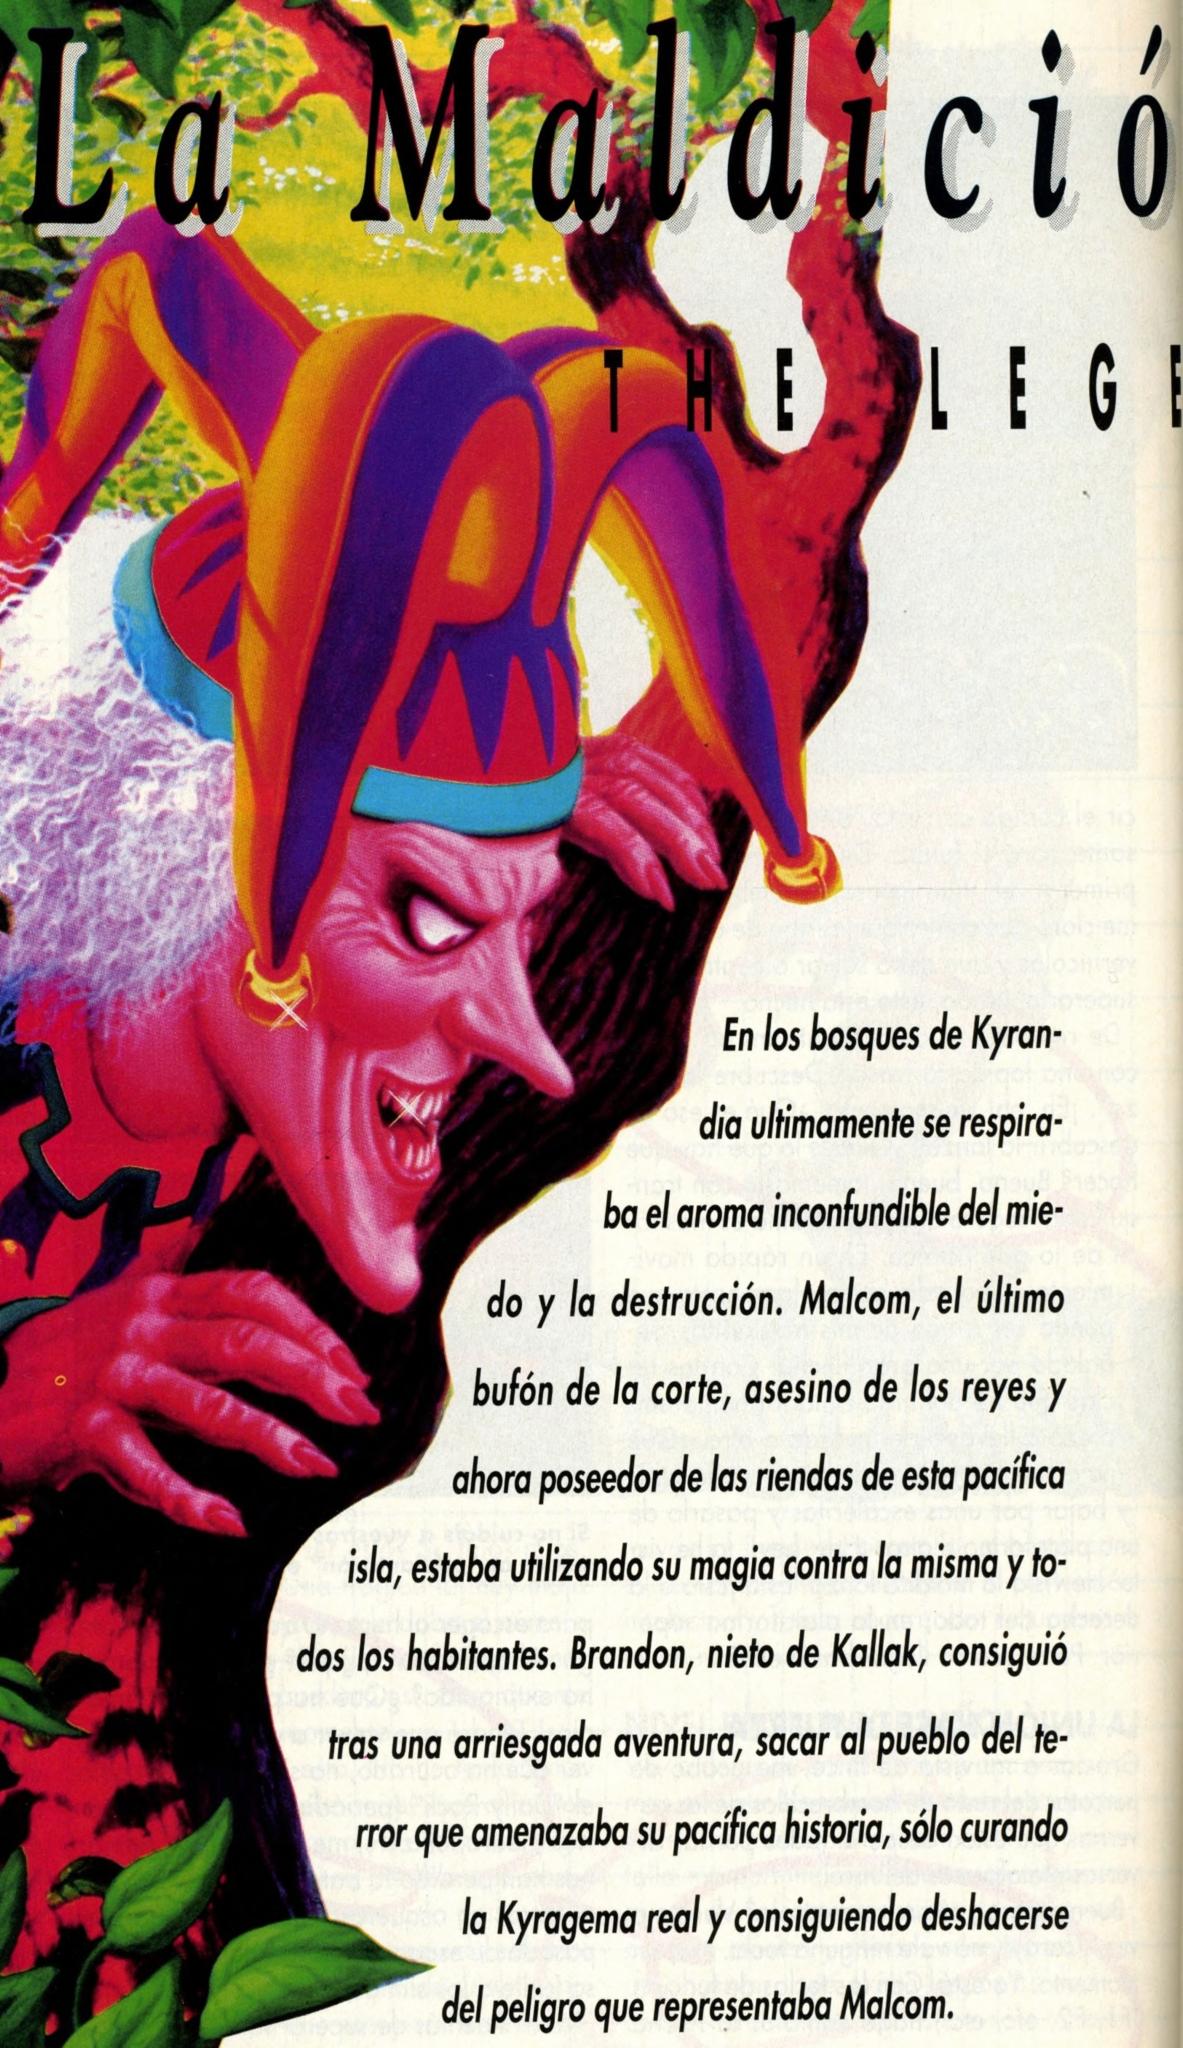 La Maldició
THE LEGE
En los bosques de Kyran-
dia ultimamente se respira-
ba el aroma inconfundible del mie-
do y la destrucción. Malcom, el último
bufón de la corte, asesino de los reyes y
ahora poseedor de las riendas de esta pacífica
isla, estaba utilizando su magia contra la misma y to-
dos los habitantes. Brandon, nieto de Kallak, consiguió
tras una arriesgada aventura, sacar al pueblo del te-
rror que amenazaba su pacífica historia, sólo curando
la Kyragema real y consiguiendo deshacerse
del peligro que representaba Malcom.